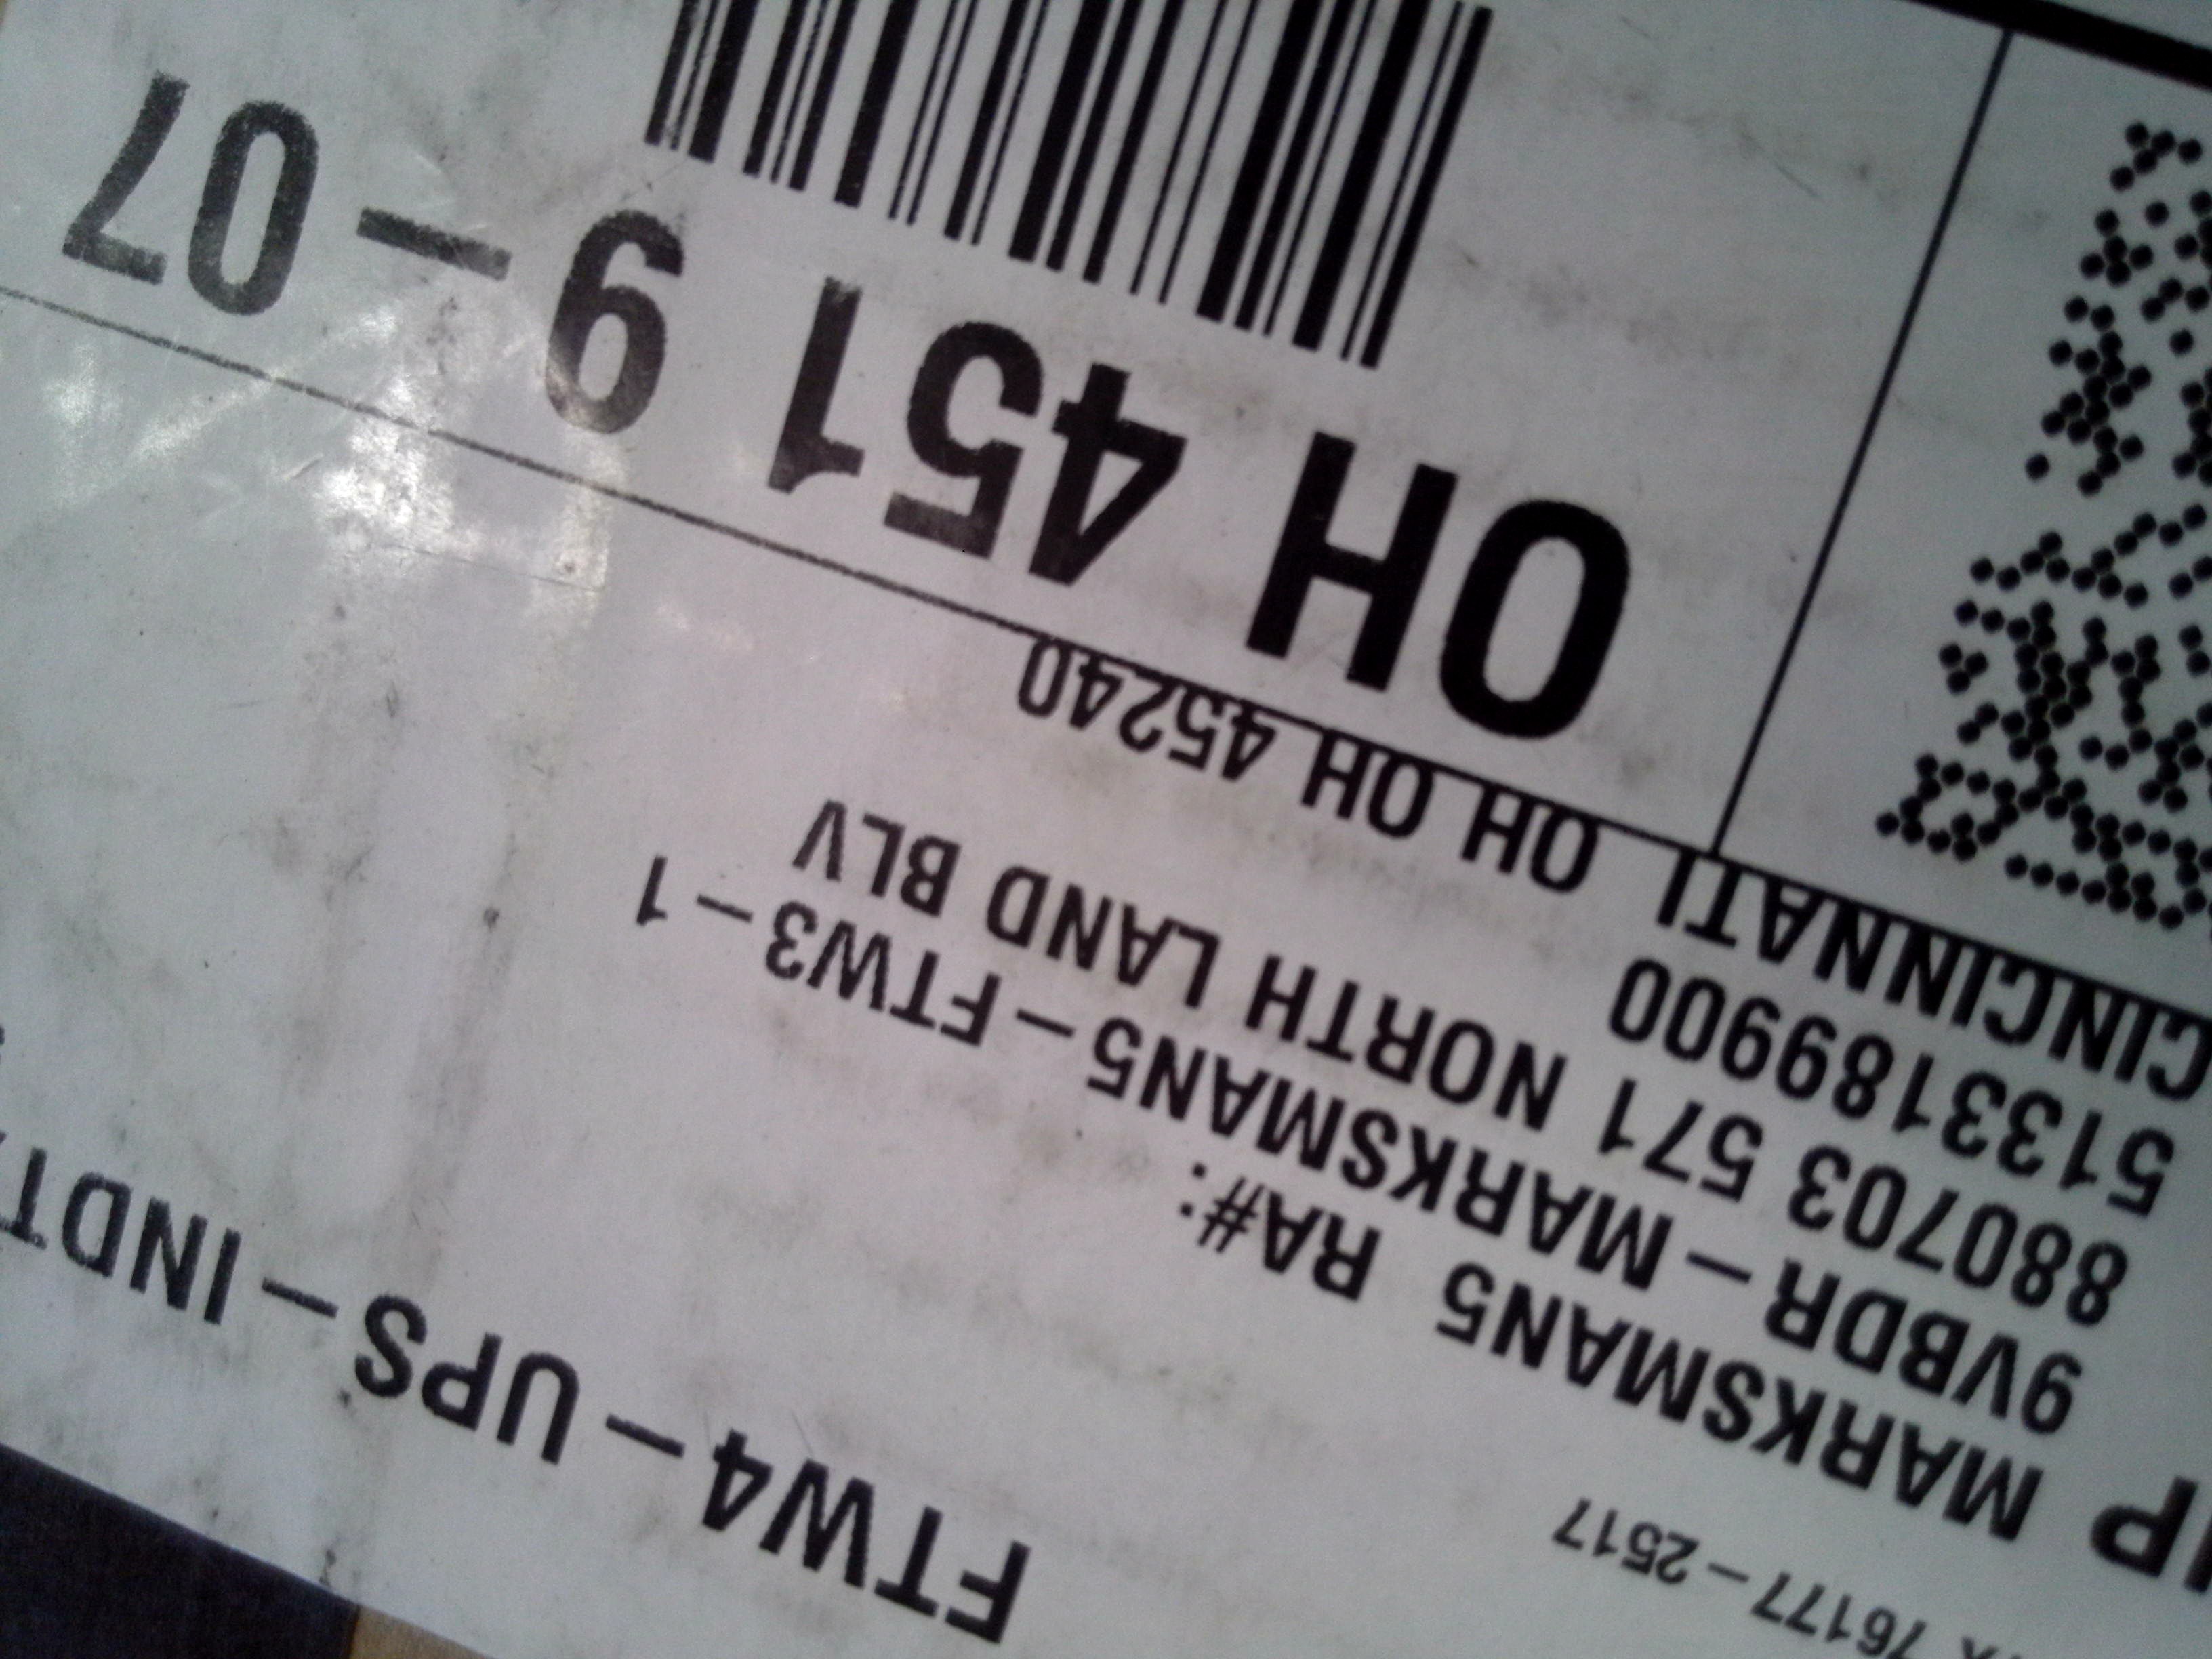 FTW4-UPS-INDT
76177-2517
MARKSMAN5 RA#:
9VBDR-MARKSMAN5-FTW3-1
880703 571 NORTH LAND BLV
5133189900
CINCINNATI OH OH 45240
OH 451 9-07